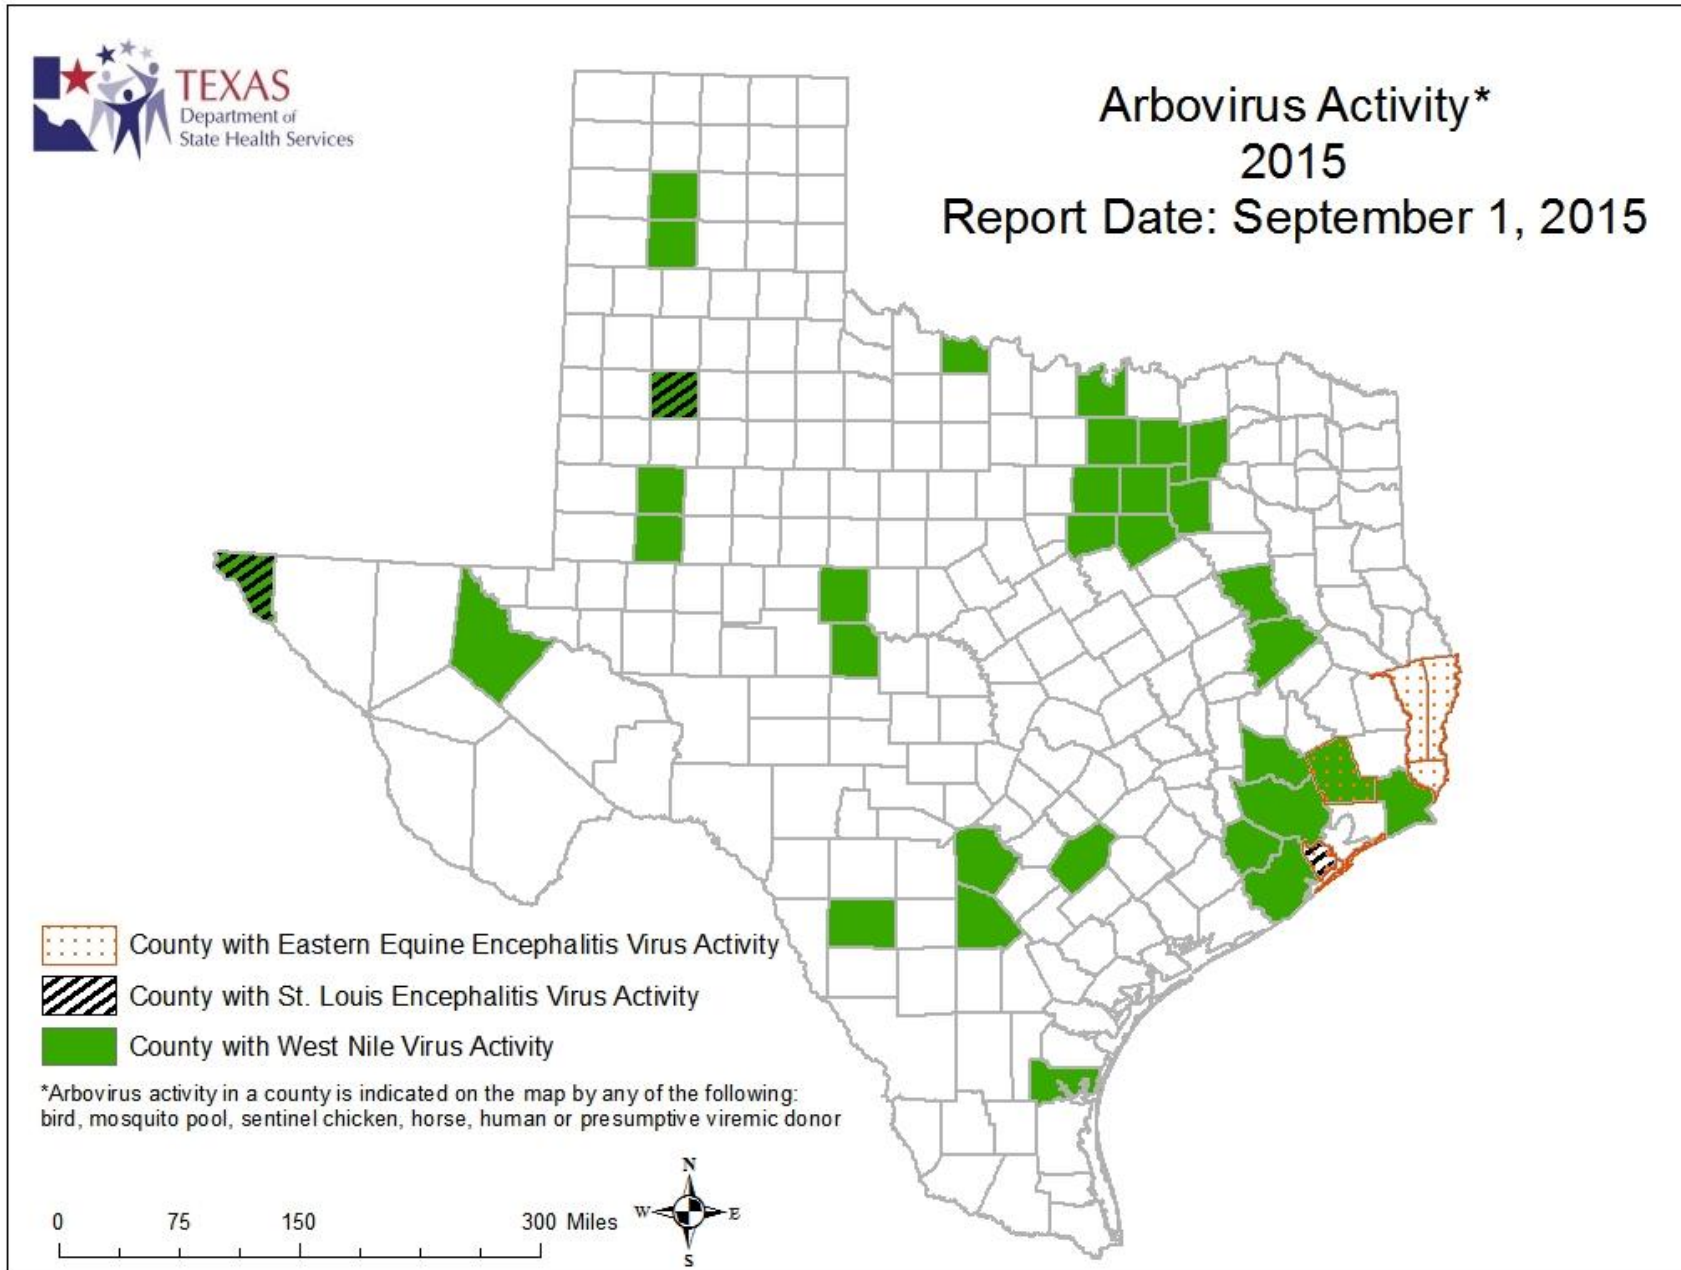 TEXAS
Department of
State Health Services
Arbovirus Activity*
2015
Report Date: September 1, 2015
County with Eastern Equine Encephalitis Virus Activity
County with St. Louis Encephalitis Virus Activity
County with West Nile Virus Activity
*Arbovirus activity in a county is indicated on the map by any of the following:
bird, mosquito pool, sentinel chicken, horse, human or presumptive viremic donor
0 75 150 300 Miles
N
W E
S